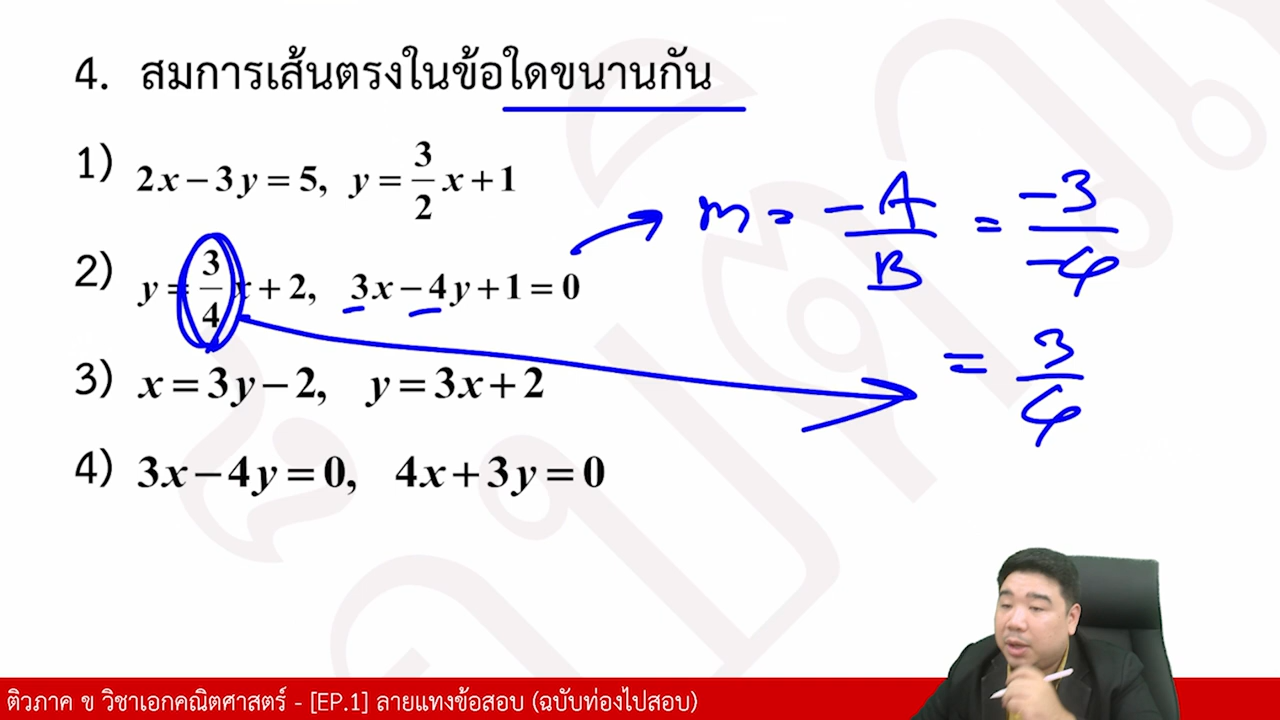 4. สมการเส้นตรงในข้อใดขนานกัน
1) 2x − 3y = 5, y = 3/2 x + 1
2) y = 3/4 x + 2, 3x − 4y + 1 = 0
m = −A/B = −3/−4
= 3/4
3) x = 3y − 2, y = 3x + 2
4) 3x − 4y = 0, 4x + 3y = 0
ติวภาค ข วิชาเอกคณิตศาสตร์ - [EP.1] ลายแทงข้อสอบ (ฉบับท่องไปสอบ)